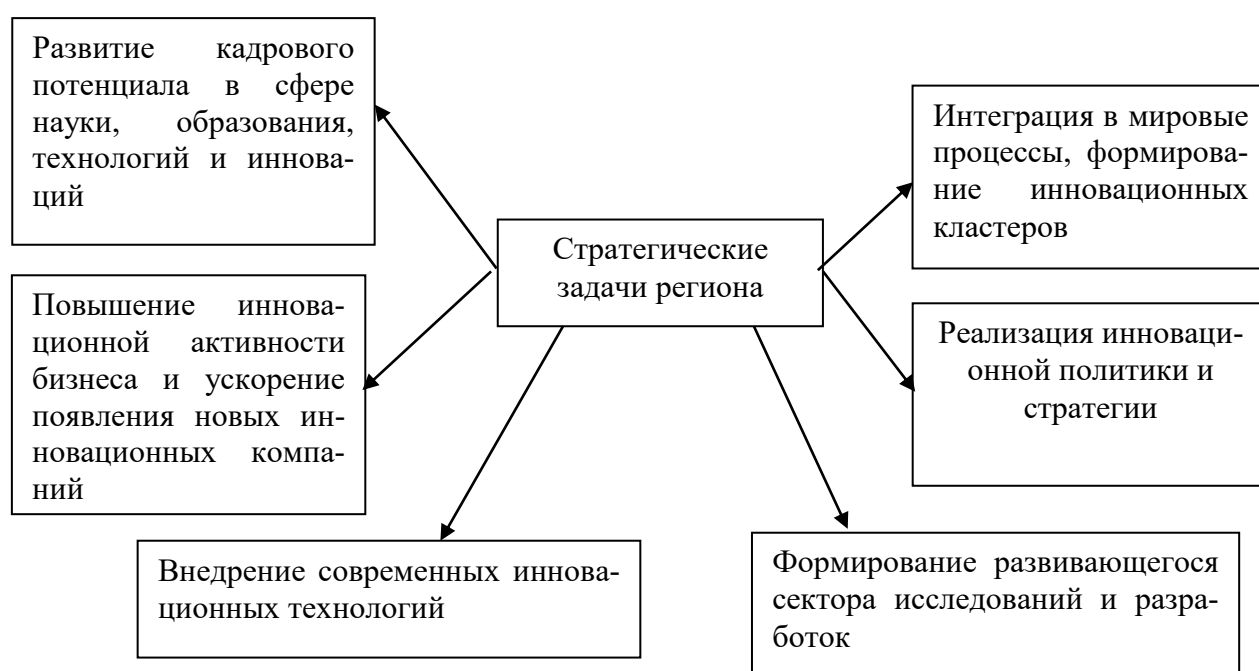 Развитие кадрового
потенциала в сфере
науки, образования,
технологий и иннова-
ций
Интеграция в мировые
процессы, формирова-
ние инновационных
кластеров
Стратегические
задачи региона
Повышение иннова-
ционной активности
бизнеса и ускорение
появления новых ин-
новационных компа-
ний
Реализация инноваци-
онной политики и
стратегии
Внедрение современных иннова-
ционных технологий
Формирование развивающегося
сектора исследований и разра-
боток